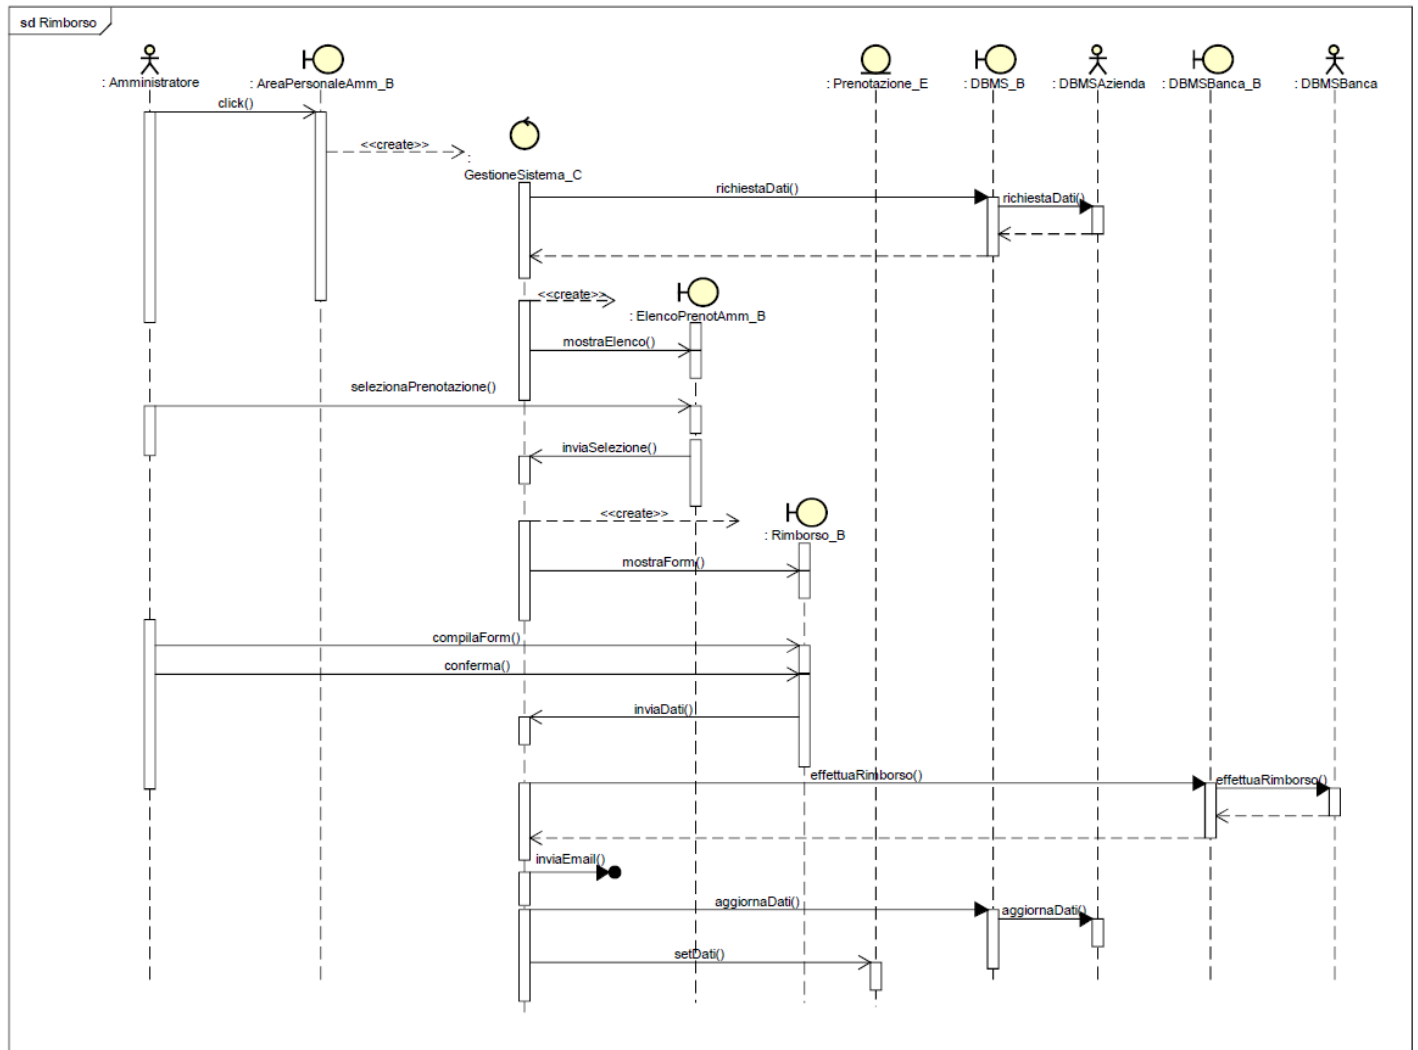 sd Rimborso
: Amministratore
: AreaPersonaleAmm_B
: Prenotazione_E
: DBMS_B
: DBMSAzienda
: DBMSBanca_B
: DBMSBanca
click()
<<create>>
:
GestioneSistema_C
richiestaDati()
richiestaDati()
<<create>>
: ElencoPrenotAmm_B
mostraElenco()
selezionaPrenotazione()
inviaSelezione()
<<create>>
: Rimborso_B
mostraForm()
compilaForm()
conferma()
inviaDati()
effettuaRimborso()
effettuaRimborso()
inviaEmail()
aggiornaDati()
aggiornaDati()
setDati()